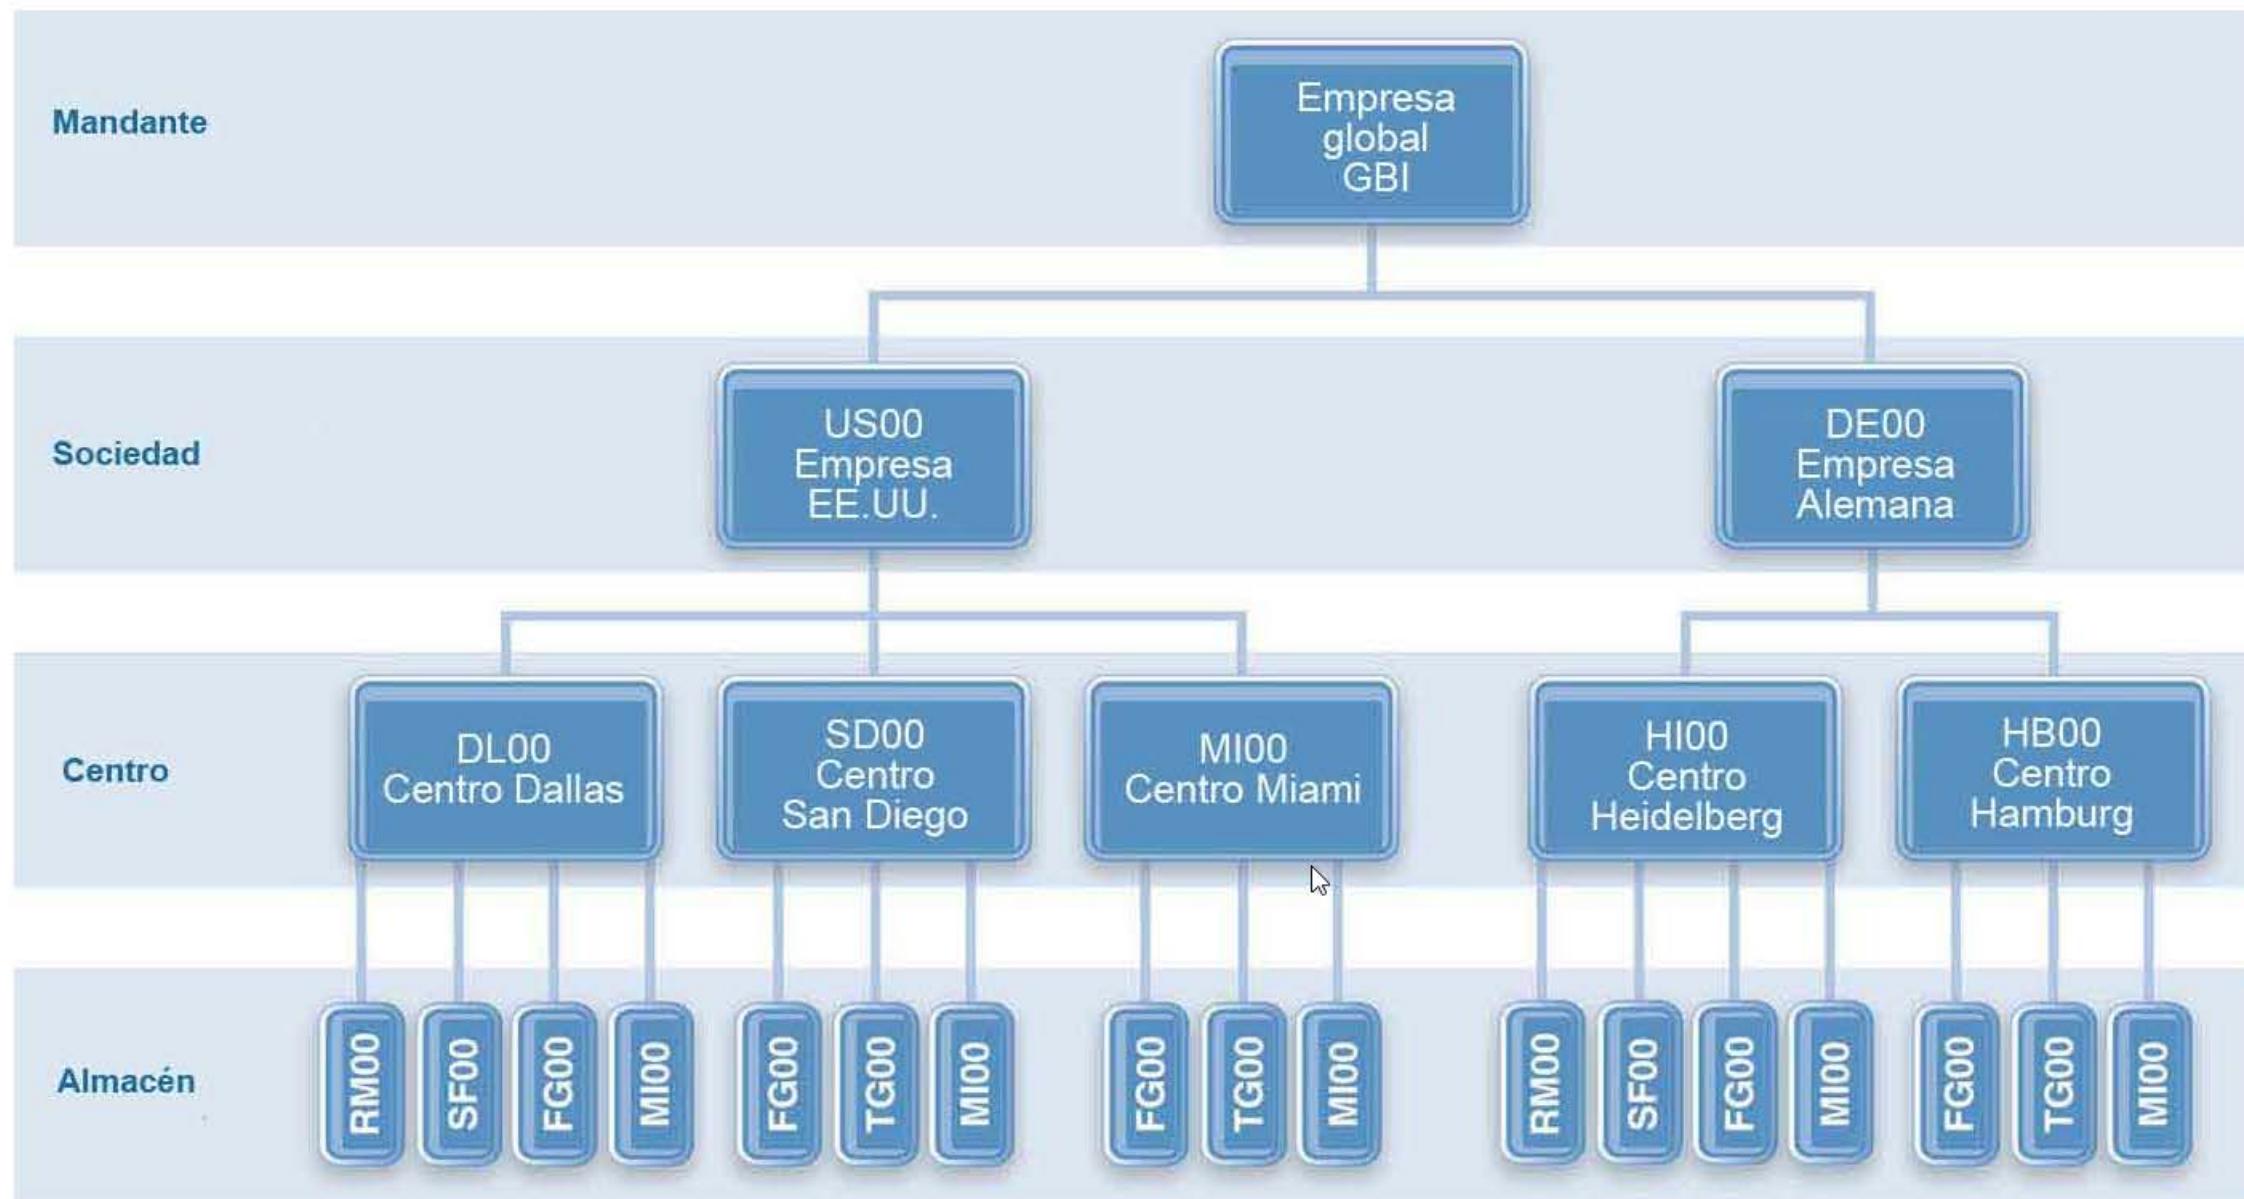 Mandante
Empresa
global
GBI
Sociedad
US00
Empresa
EE.UU.
DE00
Empresa
Alemana
Centro
DL00
Centro Dallas
SD00
Centro
San Diego
MI00
Centro Miami
HI00
Centro
Heidelberg
HB00
Centro
Hamburg
Almacén
RM00
SF00
FG00
MI00
FG00
TG00
MI00
FG00
TG00
MI00
RM00
SF00
FG00
MI00
FG00
TG00
MI00